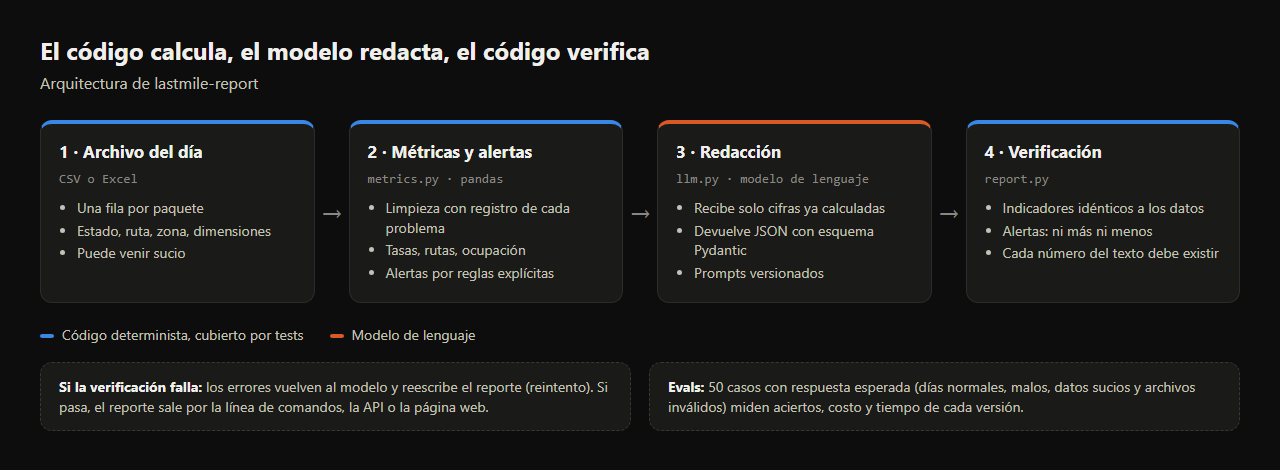 El código calcula, el modelo redacta, el código verifica
Arquitectura de lastmile-report
1 · Archivo del día
CSV o Excel
• Una fila por paquete
• Estado, ruta, zona, dimensiones
• Puede venir sucio
→
2 · Métricas y alertas
metrics.py · pandas
• Limpieza con registro de cada
problema
• Tasas, rutas, ocupación
• Alertas por reglas explícitas
→
3 · Redacción
llm.py · modelo de lenguaje
• Recibe solo cifras ya calculadas
• Devuelve JSON con esquema
Pydantic
• Prompts versionados
→
4 · Verificación
report.py
• Indicadores idénticos a los datos
• Alertas: ni más ni menos
• Cada número del texto debe existir
Código determinista, cubierto por tests
Modelo de lenguaje
Si la verificación falla: los errores vuelven al modelo y reescribe el reporte (reintento). Si
pasa, el reporte sale por la línea de comandos, la API o la página web.
Evals: 50 casos con respuesta esperada (días normales, malos, datos sucios y archivos
inválidos) miden aciertos, costo y tiempo de cada versión.